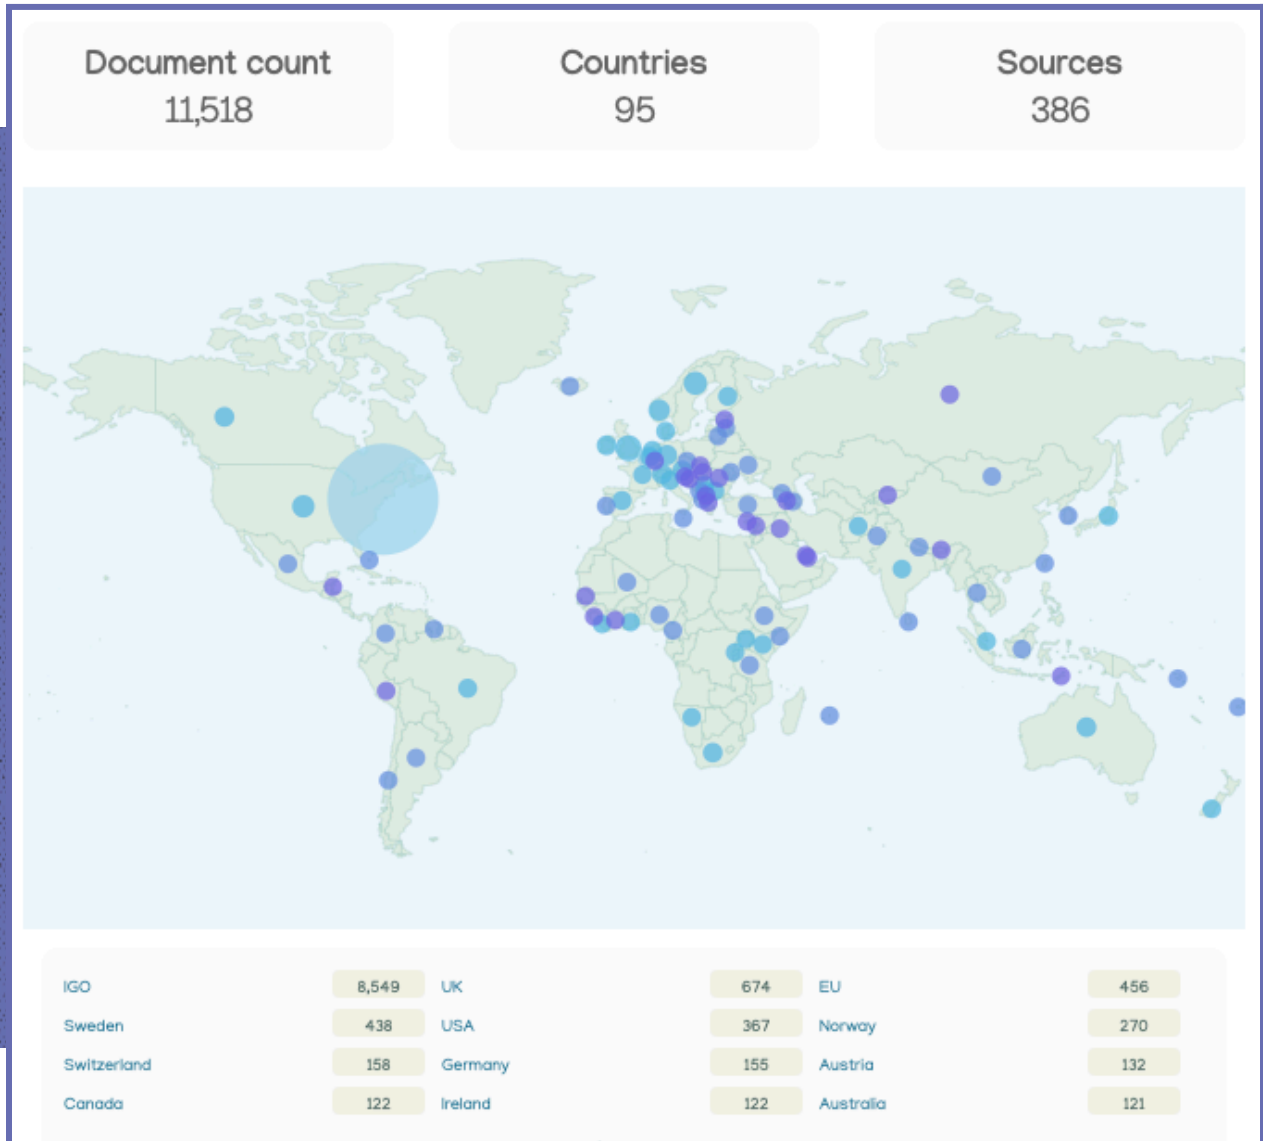 Document count
11,518
Countries
95
Sources
386
IGO 8,549 UK 674 EU 456
Sweden 438 USA 367 Norway 270
Switzerland 158 Germany 155 Austria 132
Canada 122 Ireland 122 Australia 121